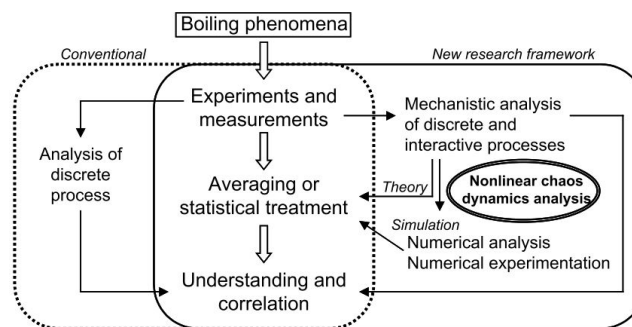 Boiling phenomena
Conventional
New research framework
Experiments and
measurements
Analysis of
discrete
process
Mechanistic analysis
of discrete and
interactive processes
Averaging or
statistical treatment
Theory
Nonlinear chaos
dynamics analysis
Simulation
Numerical analysis
Numerical experimentation
Understanding and
correlation